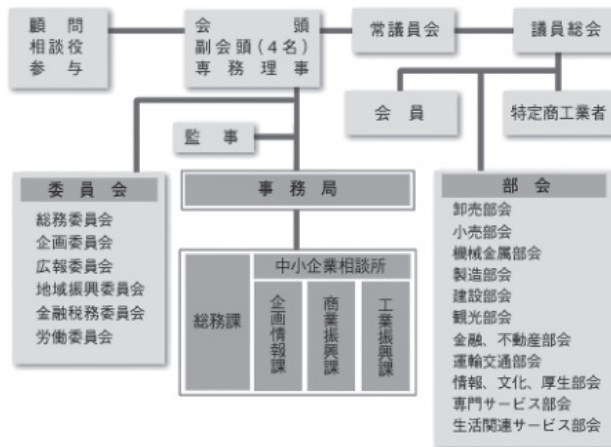 顧問
相談役
参与
会頭
副会頭(4名)
専務理事
常議員会
議員総会
会員
特定商工業者
監事
委員会
総務委員会
企画委員会
広報委員会
地域振興委員会
金融税務委員会
労働委員会
事務局
総務課
中小企業相談所
企画情報課
商業振興課
工業振興課
部会
卸売部会
小売部会
機械金属部会
製造部会
建設部会
観光部会
金融、不動産部会
運輸交通部会
情報、文化、厚生部会
専門サービス部会
生活関連サービス部会